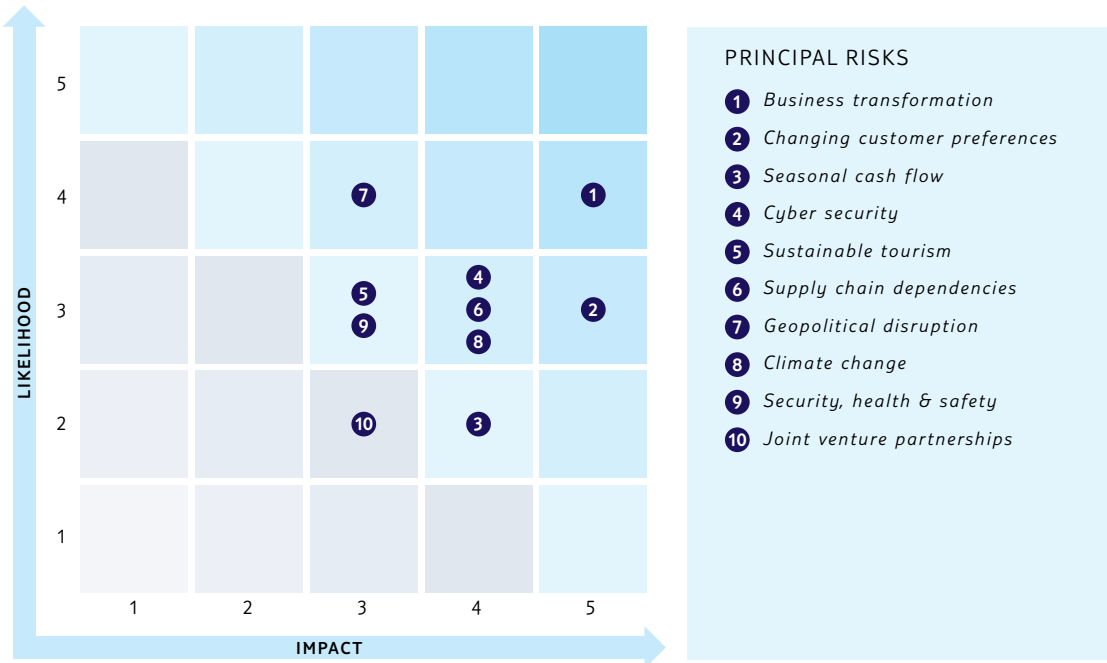 LIKELIHOOD
5
4
7
1
3
5
9
4
6
8
2
2
10
3
1
1
2
3
4
5
IMPACT
PRINCIPAL RISKS
1 Business transformation
2 Changing customer preferences
3 Seasonal cash flow
4 Cyber security
5 Sustainable tourism
6 Supply chain dependencies
7 Geopolitical disruption
8 Climate change
9 Security, health & safety
10 Joint venture partnerships